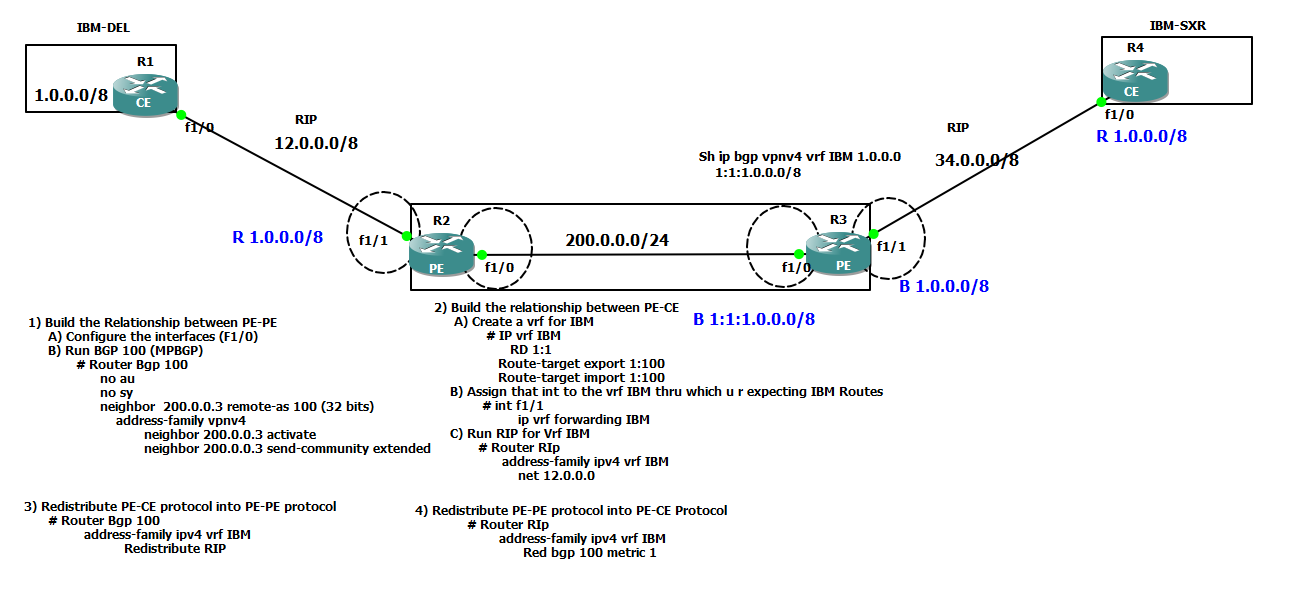 IBM-DEL
R1
1.0.0.0/8
CE
f1/0
RIP
12.0.0.0/8
IBM-SXR
R4
CE
f1/0
R 1.0.0.0/8
RIP
34.0.0.0/8
Sh ip bgp vpnv4 vrf IBM 1.0.0.0
1:1:1.0.0.0/8
R 1.0.0.0/8
f1/1
R2
PE
f1/0
200.0.0.0/24
R3
f1/0
PE
f1/1
B 1.0.0.0/8
B 1:1:1.0.0.0/8
1) Build the Relationship between PE-PE
A) Configure the interfaces (F1/0)
B) Run BGP 100 (MPBGP)
# Router Bgp 100
no au
no sy
neighbor 200.0.0.3 remote-as 100 (32 bits)
address-family vpnv4
neighbor 200.0.0.3 activate
neighbor 200.0.0.3 send-community extended
2) Build the relationship between PE-CE
A) Create a vrf for IBM
# IP vrf IBM
RD 1:1
Route-target export 1:100
Route-target import 1:100
B) Assign that int to the vrf IBM thru which u r expecting IBM Routes
# int f1/1
ip vrf forwarding IBM
C) Run RIP for Vrf IBM
# Router RIp
address-family ipv4 vrf IBM
net 12.0.0.0
3) Redistribute PE-CE protocol into PE-PE protocol
# Router Bgp 100
address-family ipv4 vrf IBM
Redistribute RIP
4) Redistribute PE-PE protocol into PE-CE Protocol
# Router RIp
address-family ipv4 vrf IBM
Red bgp 100 metric 1